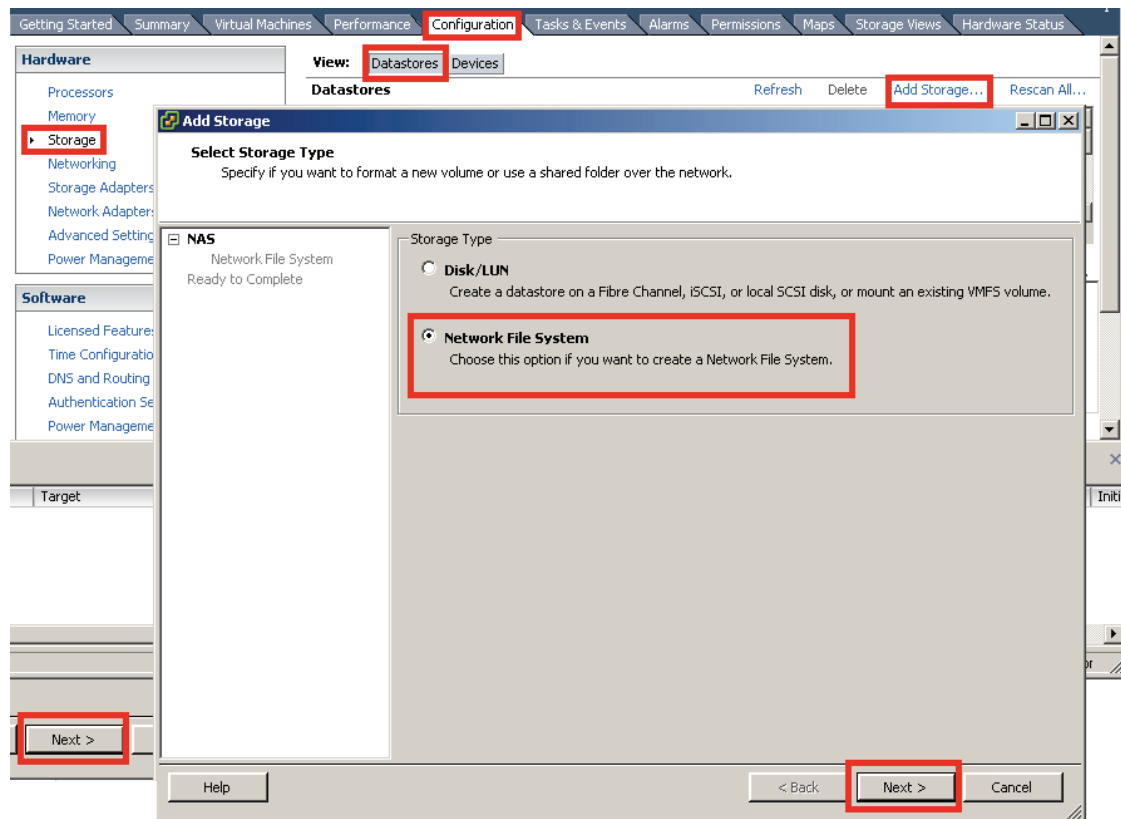 Getting Started Summary Virtual Machines Performance Configuration Tasks & Events Alarms Permissions Maps Storage Views Hardware Status
Hardware
View: Datastores Devices
Processors
Datastores Refresh Delete Add Storage... Rescan All...
Memory
Add Storage
Storage
Select Storage Type
Networking
Specify if you want to format a new volume or use a shared folder over the network.
Storage Adapters
Network Adapters
Advanced Setting
Power Manageme
NAS
Network File System
Ready to Complete
Storage Type
Disk/LUN
Create a datastore on a Fibre Channel, iSCSI, or local SCSI disk, or mount an existing VMFS volume.
Network File System
Choose this option if you want to create a Network File System.
Software
Licensed Features
Time Configuratio
DNS and Routing
Authentication Se
Power Manageme
Target Initi
Next >
Help < Back Next > Cancel